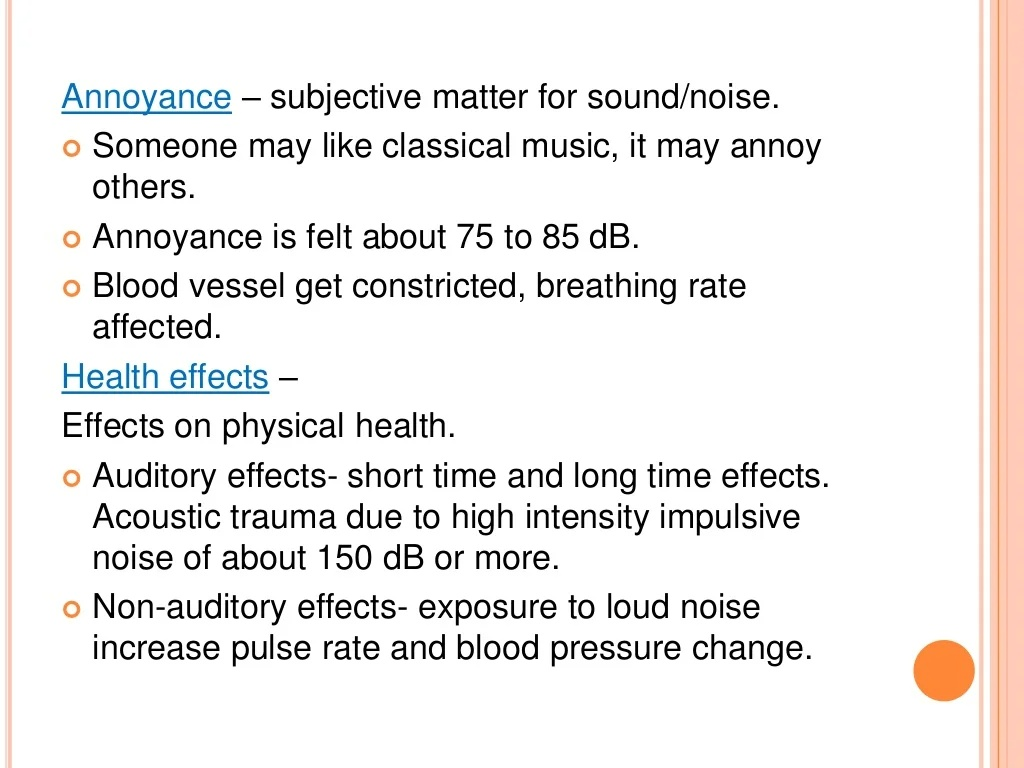 Annoyance – subjective matter for sound/noise.
Someone may like classical music, it may annoy
others.
Annoyance is felt about 75 to 85 dB.
Blood vessel get constricted, breathing rate
affected.
Health effects –
Effects on physical health.
Auditory effects- short time and long time effects.
Acoustic trauma due to high intensity impulsive
noise of about 150 dB or more.
Non-auditory effects- exposure to loud noise
increase pulse rate and blood pressure change.